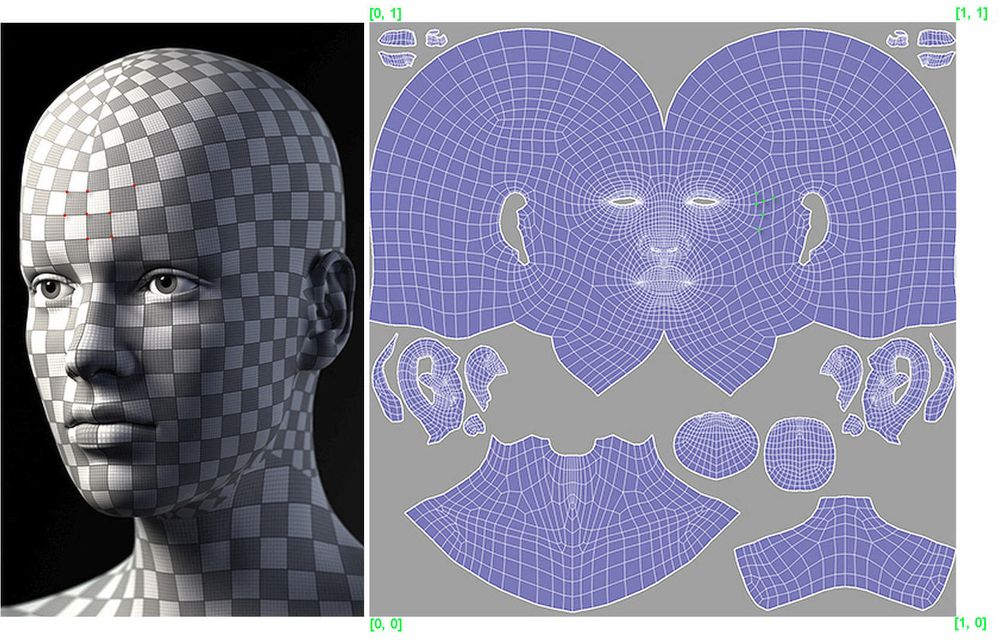 [0, 1]
[1, 1]
[0, 0]
[1, 0]